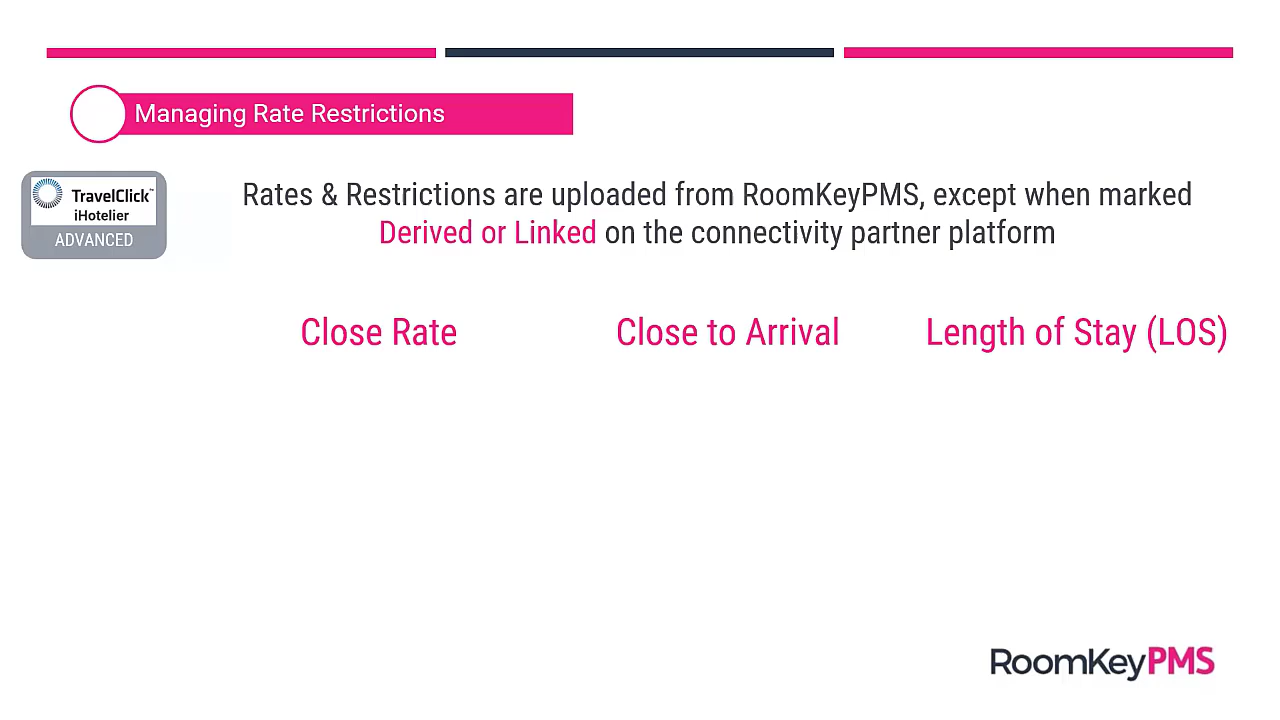 Managing Rate Restrictions
TravelClick™
iHotelier
ADVANCED
Rates & Restrictions are uploaded from RoomKeyPMS, except when marked
Derived or Linked on the connectivity partner platform
Close Rate
Close to Arrival
Length of Stay (LOS)
RoomKeyPMS